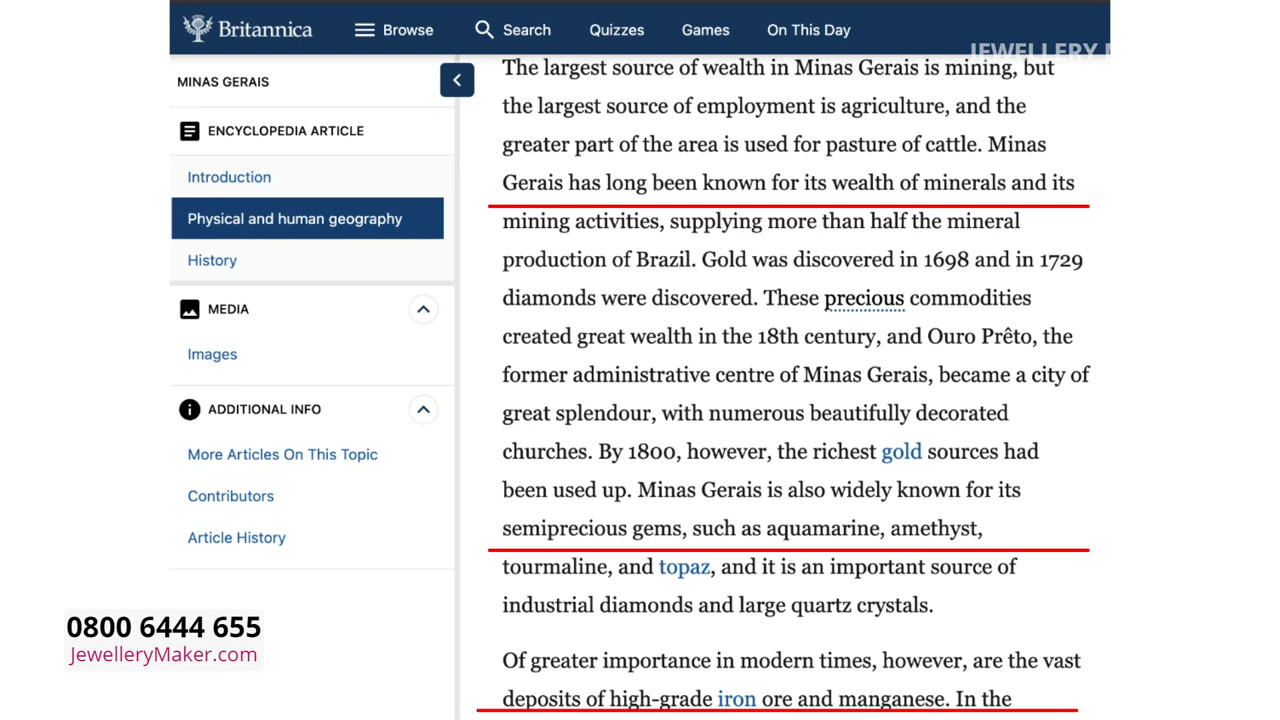 Britannica
Browse
Search
Quizzes
Games
On This Day
JEWELLERY M
MINAS GERAIS
ENCYCLOPEDIA ARTICLE
Introduction
Physical and human geography
History
MEDIA
Images
ADDITIONAL INFO
More Articles On This Topic
Contributors
Article History
The largest source of wealth in Minas Gerais is mining, but
the largest source of employment is agriculture, and the
greater part of the area is used for pasture of cattle. Minas
Gerais has long been known for its wealth of minerals and its
mining activities, supplying more than half the mineral
production of Brazil. Gold was discovered in 1698 and in 1729
diamonds were discovered. These precious commodities
created great wealth in the 18th century, and Ouro Prêto, the
former administrative centre of Minas Gerais, became a city of
great splendour, with numerous beautifully decorated
churches. By 1800, however, the richest gold sources had
been used up. Minas Gerais is also widely known for its
semiprecious gems, such as aquamarine, amethyst,
tourmaline, and topaz, and it is an important source of
industrial diamonds and large quartz crystals.
Of greater importance in modern times, however, are the vast
deposits of high-grade iron ore and manganese. In the
0800 6444 655
JewelleryMaker.com